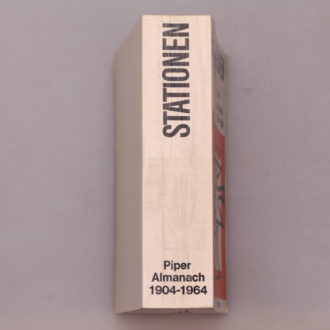 STATIONEN
Piper
Almanach
1904-1964